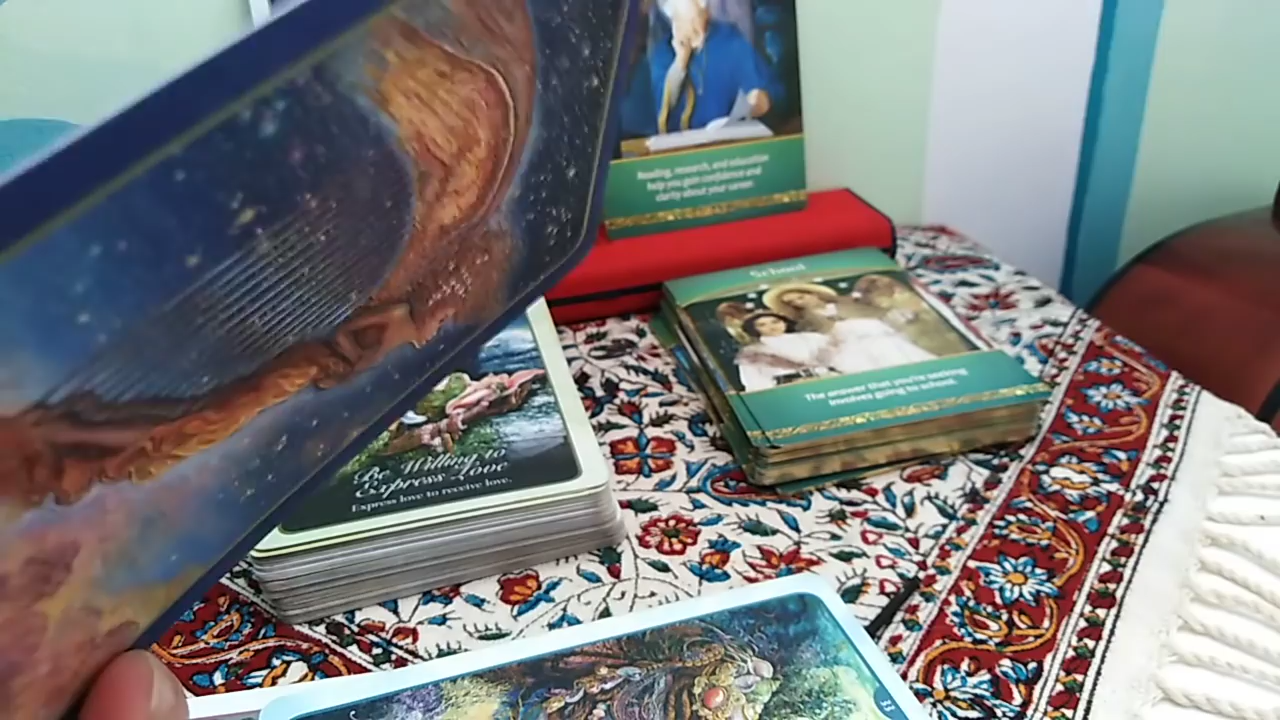 Reading, research, and education
help you gain confidence and
clarity about your career.
School
The answer that you're seeking
involves going to school.
Be Willing to
Express Love
Express love to receive love.
33